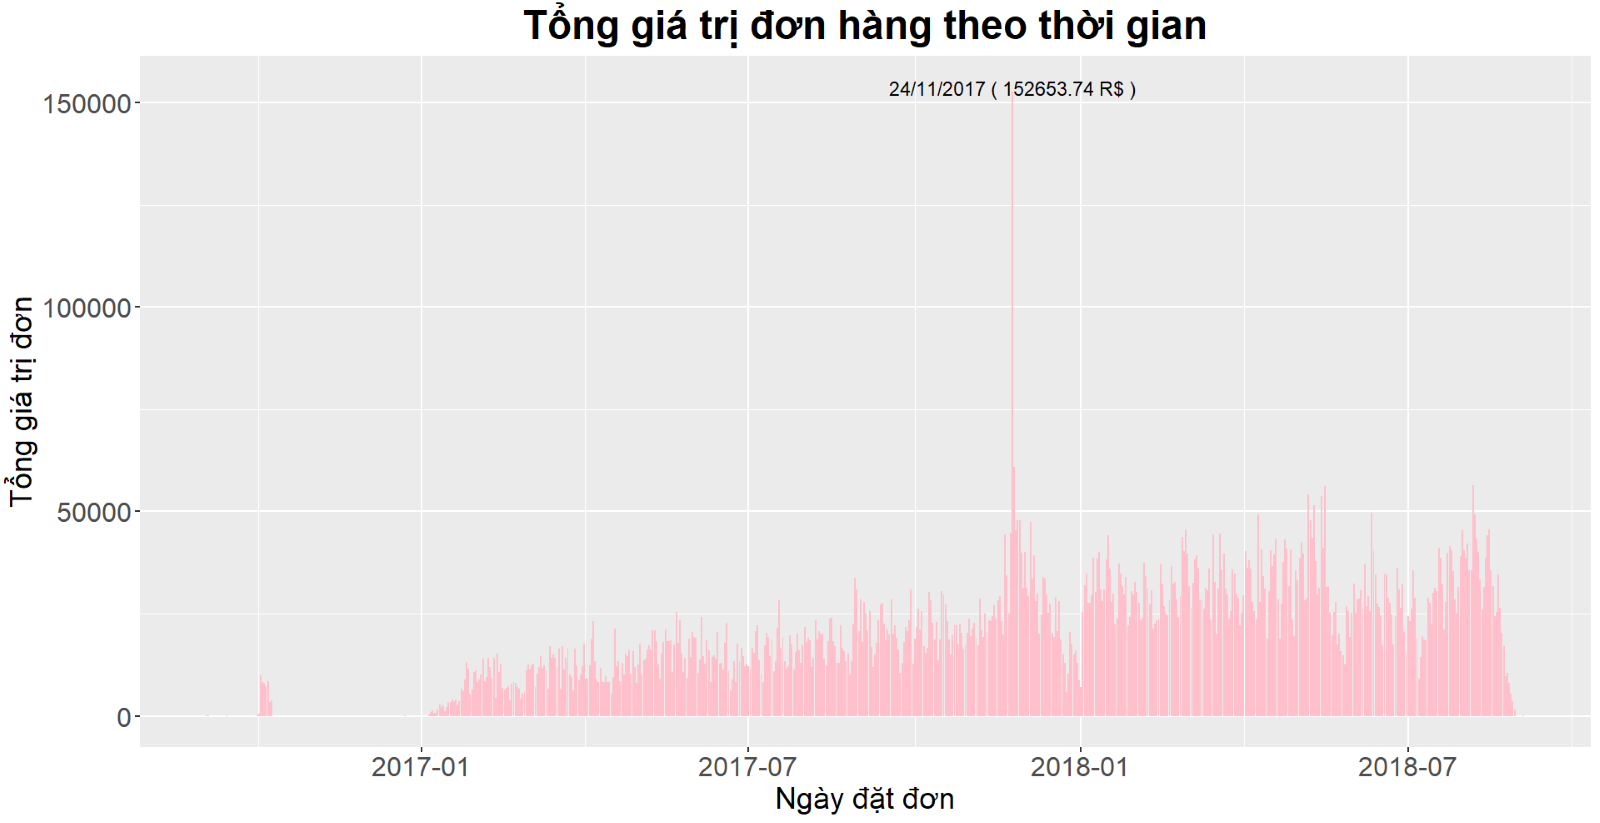 Tổng giá trị đơn hàng theo thời gian
24/11/2017 ( 152653.74 R$ )
150000
100000
50000
0
Tổng giá trị đơn
2017-01
2017-07
2018-01
2018-07
Ngày đặt đơn